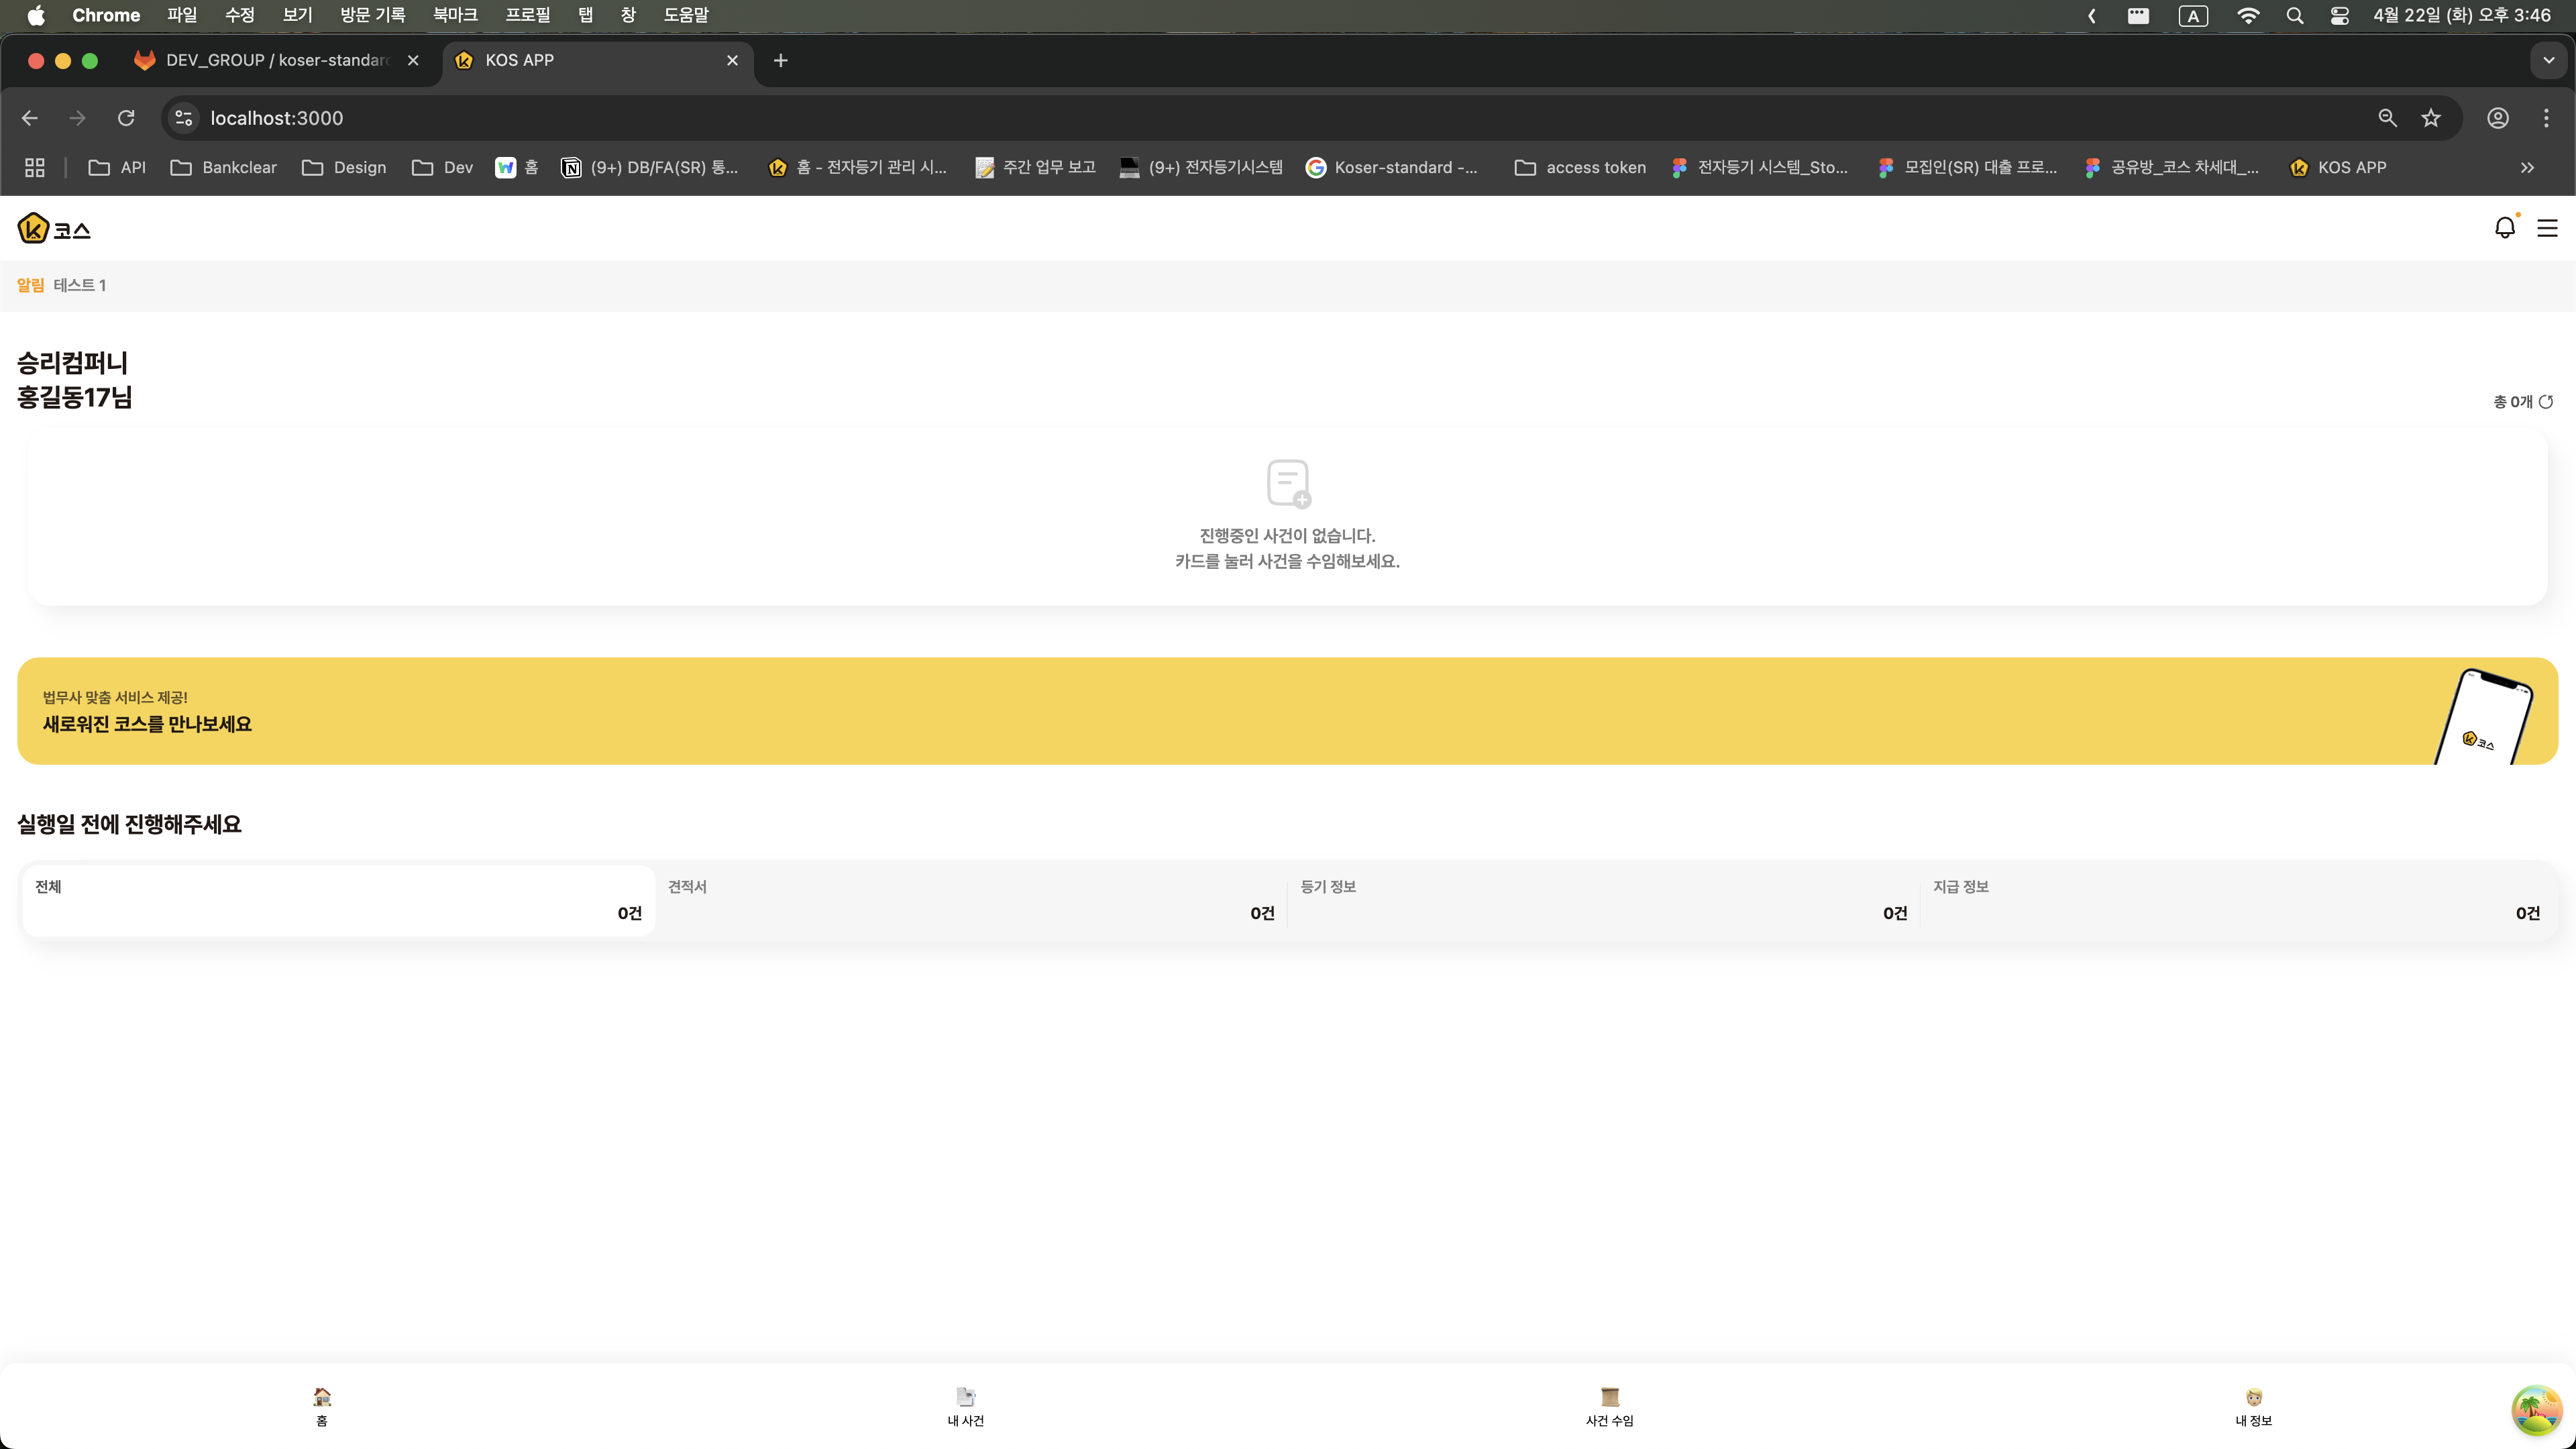 Chrome 파일 수정 보기 방문 기록 북마크 프로필 탭 창 도움말 A 4월 22일 (화) 오후 3:46
DEV_GROUP / koser-standar KOS APP
localhost:3000
API Bankclear Design Dev 홈 (9+) DB/FA(SR) 통... 홈 - 전자등기 관리 시... 주간 업무 보고 (9+) 전자등기시스템 Koser-standard -... access token 전자등기 시스템_Sto... 모집인(SR) 대출 프로... 공유방_코스 차세대_... KOS APP
코스
알림 테스트 1
승리컴퍼니
홍길동17님
총 0개
진행중인 사건이 없습니다.
카드를 눌러 사건을 수임해보세요.
법무사 맞춤 서비스 제공!
새로워진 코스를 만나보세요
코스
실행일 전에 진행해주세요
전체 견적서 등기 정보 지급 정보
0건 0건 0건 0건
홈 내 사건 사건 수임 내 정보